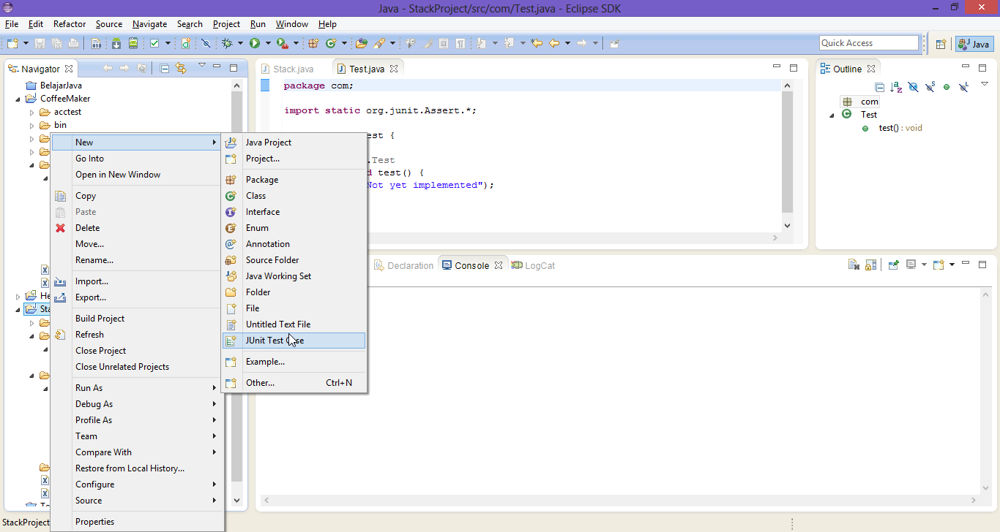 Java - StackProject/src/com/Test.java - Eclipse SDK
File Edit Refactor Source Navigate Search Project Run Window Help
Quick Access
Java
Navigator
BelajarJava
CoffeeMaker
acctest
bin
New
Go Into
Open in New Window
Copy
Paste
Delete
Move...
Rename...
Import...
Export...
Build Project
Refresh
Close Project
Close Unrelated Projects
Run As
Debug As
Profile As
Team
Compare With
Restore from Local History...
Configure
Source
Properties
He
Sta
StackProject
Java Project
Project...
Package
Class
Interface
Enum
Annotation
Source Folder
Java Working Set
Folder
File
Untitled Text File
JUnit Test Case
Example...
Other... Ctrl+N
Stack.java
Test.java
package com;
import static org.junit.Assert.*;
est {
.Test
d test() {
Not yet implemented");
Declaration
Console
LogCat
Outline
com
Test
test() : void